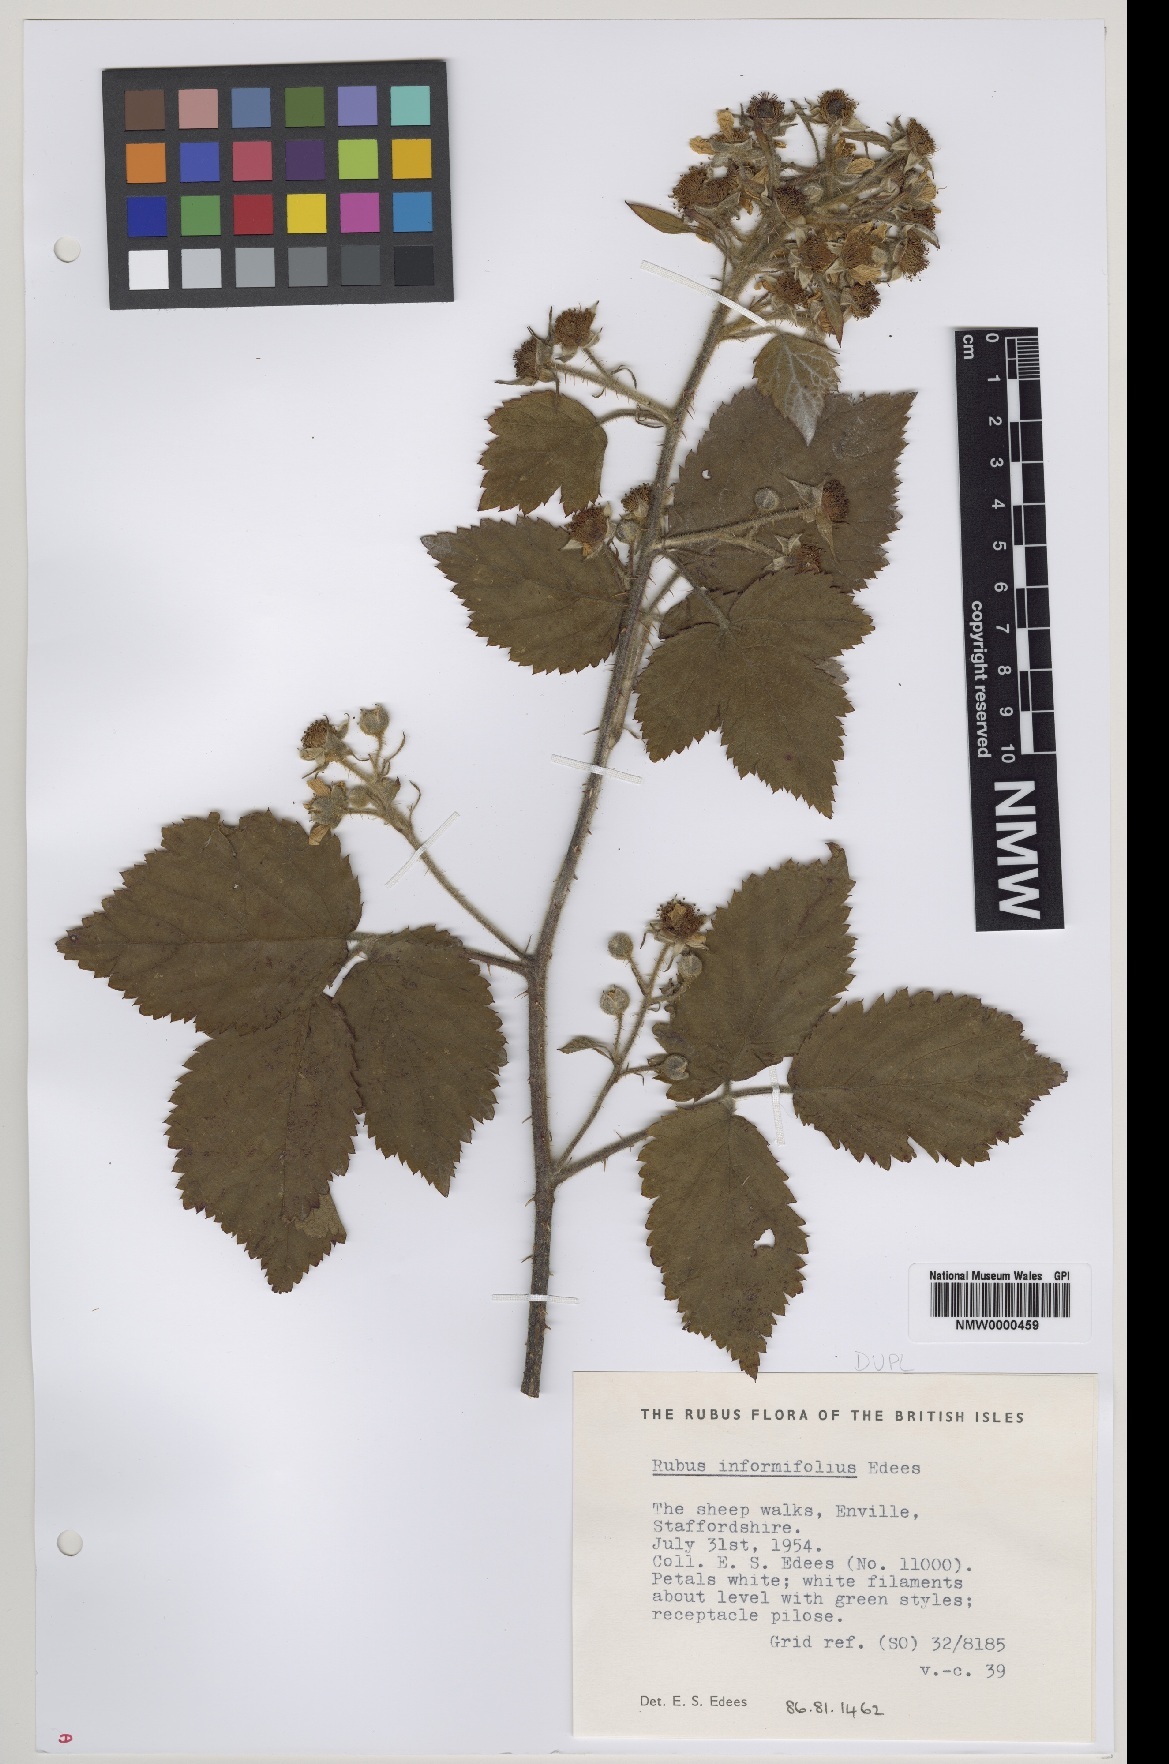 0
cm
1
2
3
4
5
6
7
8
9
10
copyright reserved
NMW
National Museum Wales GPI
NMW0000459
DUPL
THE RUBUS FLORA OF THE BRITISH ISLES
Rubus informifolius Edees
The sheep walks, Enville,
Staffordshire.
July 31st, 1954.
Coll. E. S. Edees (No. 11000).
Petals white; white filaments
about level with green styles;
receptacle pilose.
Grid ref. (SO) 32/8185
v.-c. 39
Det. E. S. Edees 86.81.1462